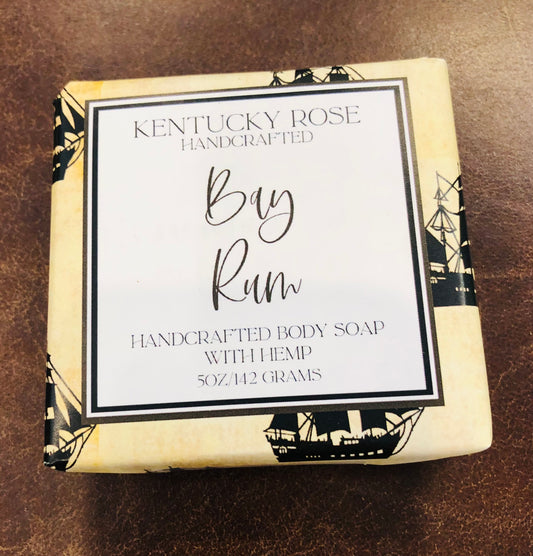 KENTUCKY ROSE
HANDCRAFTED
Bay
Rum
HANDCRAFTED BODY SOAP
WITH HEMP
5OZ/142 GRAMS